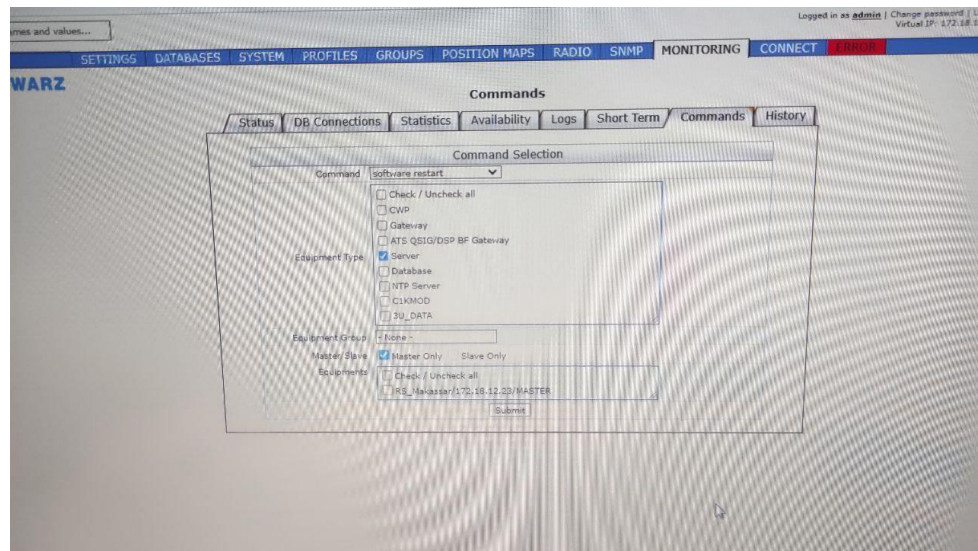 Logged in as admin | Change password |
Virtual IP: 172.18.1
mes and values...
SETTINGS DATABASES SYSTEM PROFILES GROUPS POSITION MAPS RADIO SNMP MONITORING CONNECT ERROR
WARZ
Commands
Status DB Connections Statistics Availability Logs Short Term Commands History
Command Selection
Command software restart
Check / Uncheck all
CWP
Gateway
ATS QSIG/DSP BF Gateway
Equipment Type Server
Database
NTP Server
C1KMOD
3U_DATA
Equipment Group - None -
Master/Slave Master Only Slave Only
Equipments Check / Uncheck all
RS_Makassar/172.18.12.23/MASTER
Submit